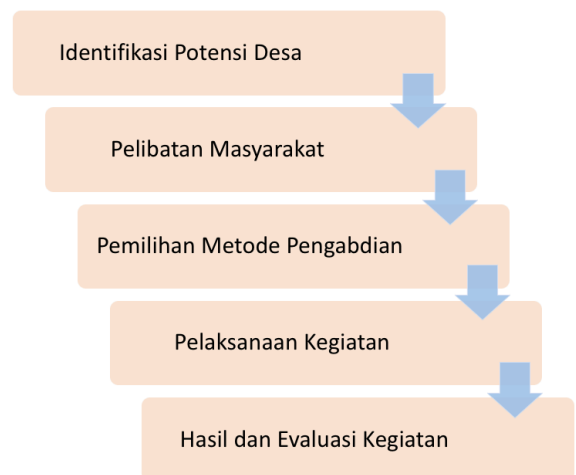 Identifikasi Potensi Desa
Pelibatan Masyarakat
Pemilihan Metode Pengabdian
Pelaksanaan Kegiatan
Hasil dan Evaluasi Kegiatan